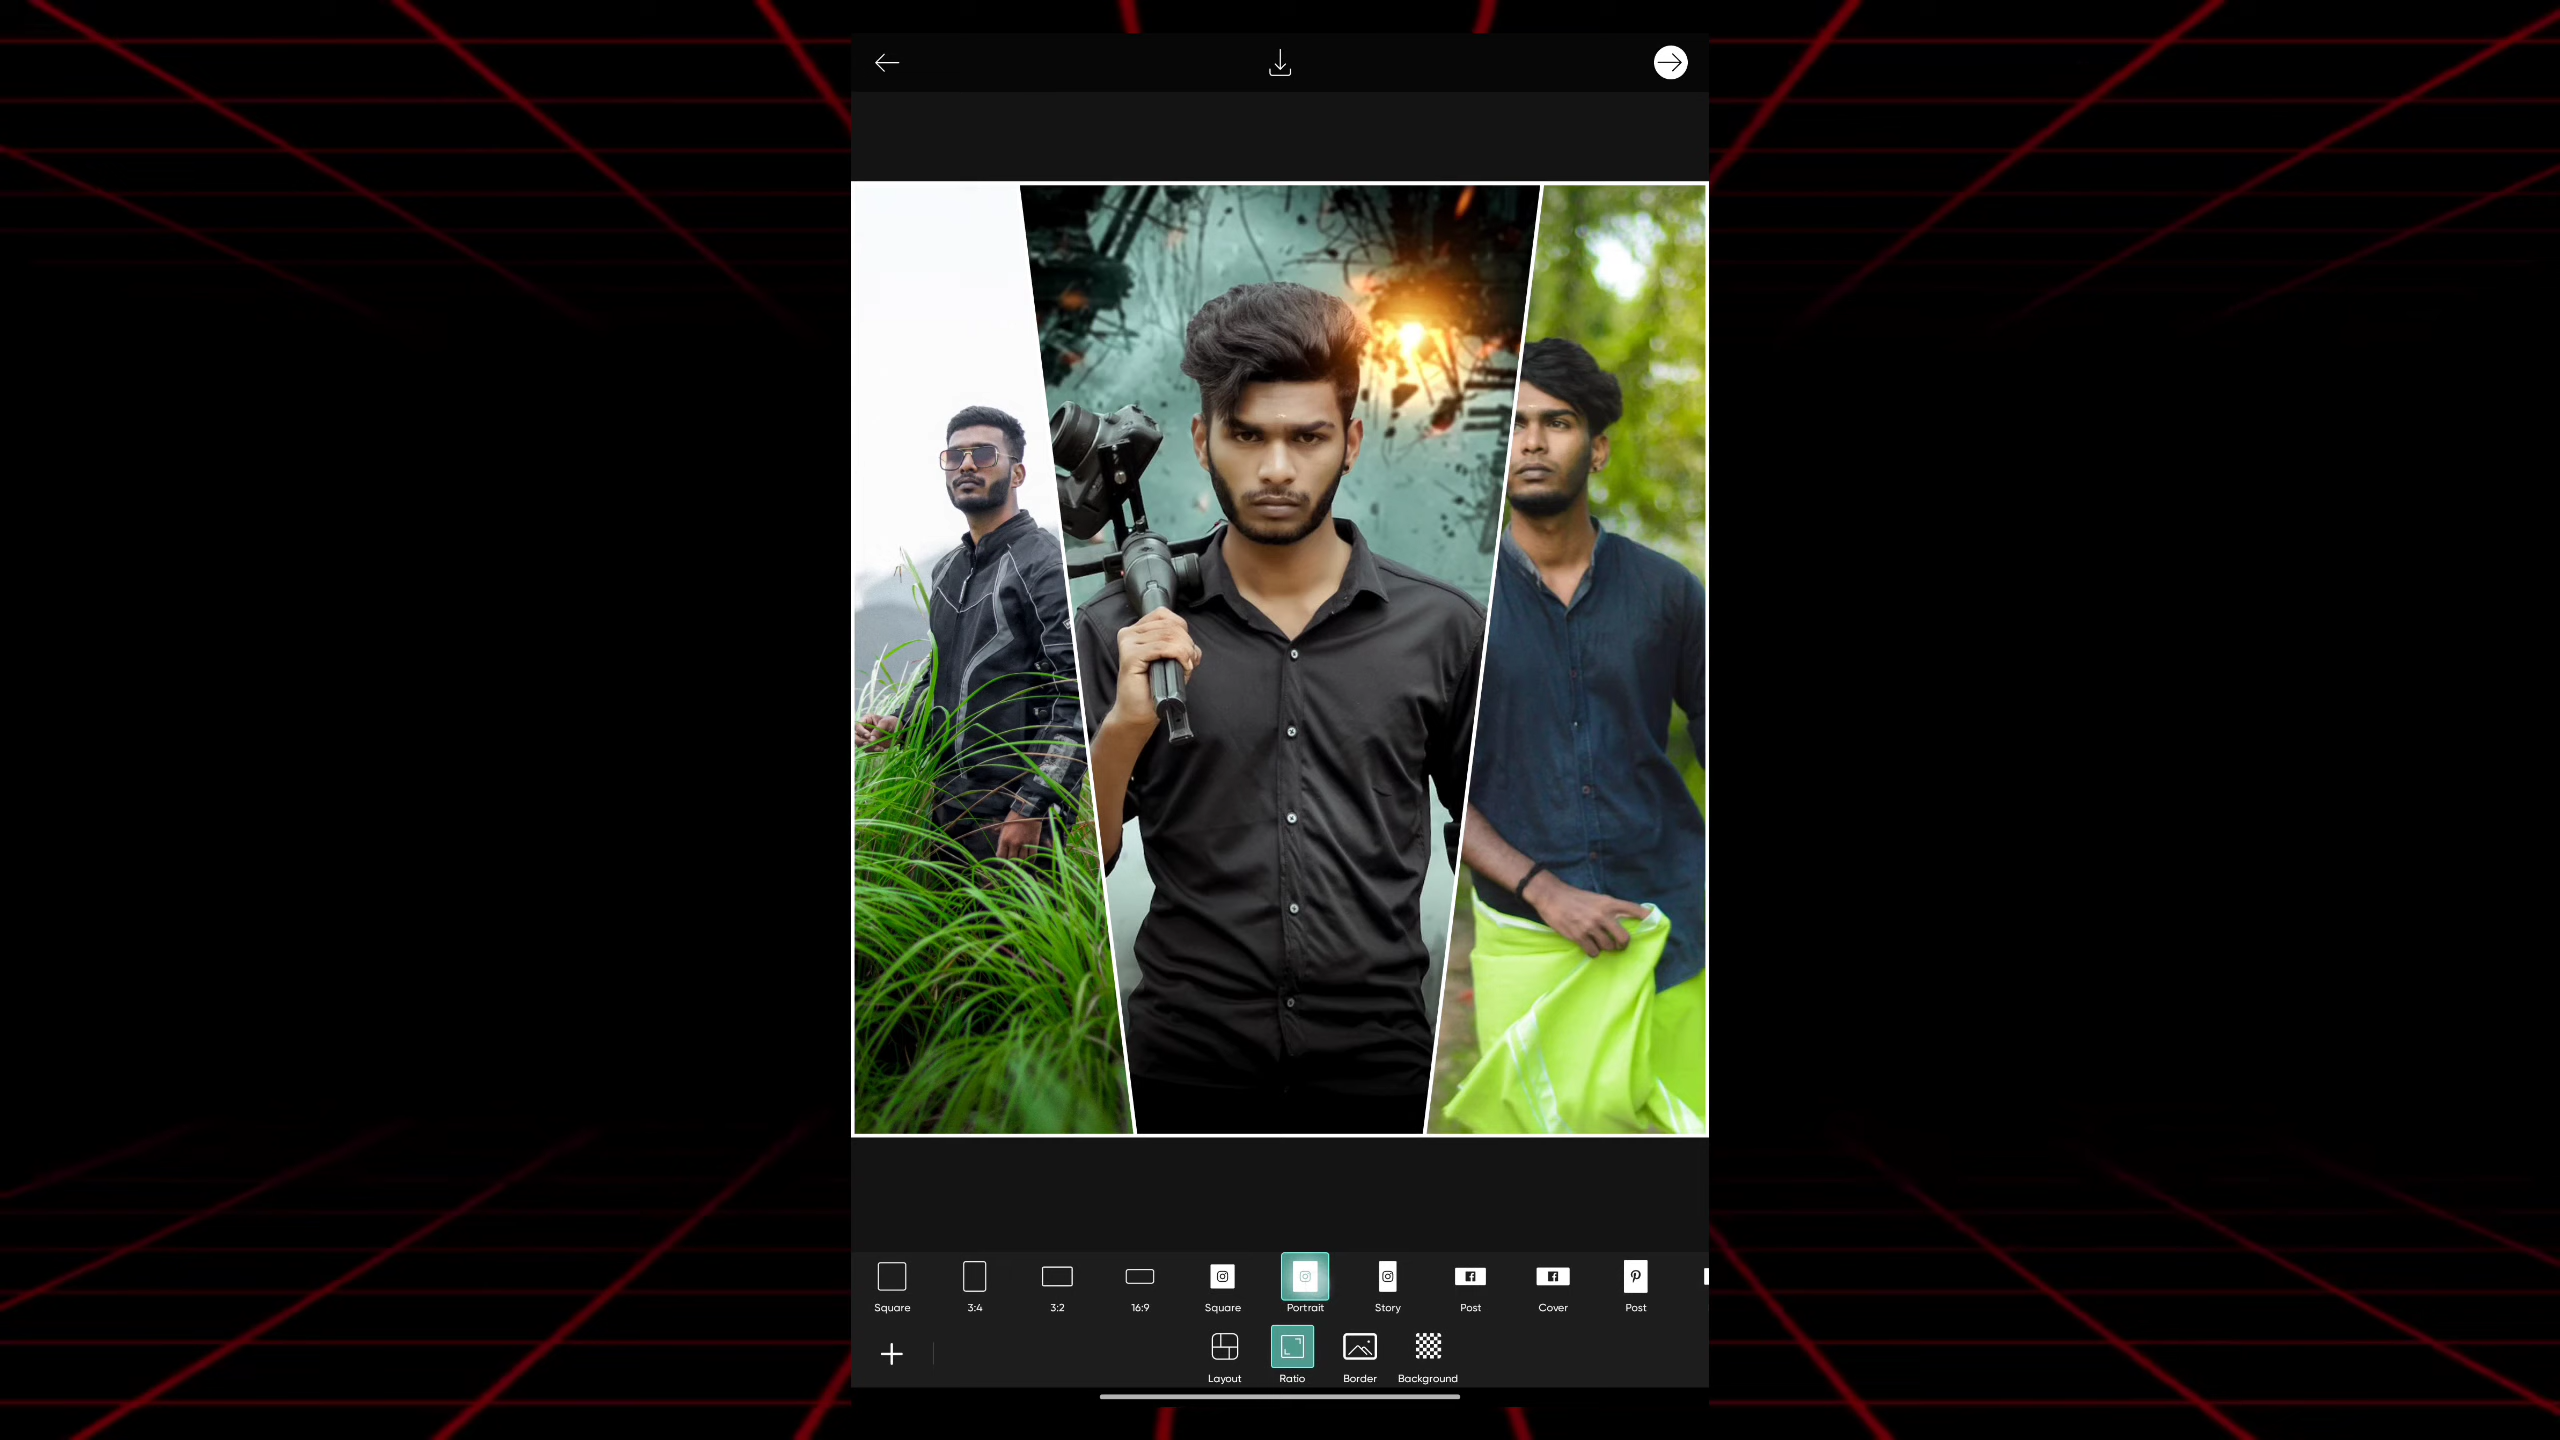 Square 3:4 3:2 16:9 Square Portrait Story Post Cover Post
Layout Ratio Border Background